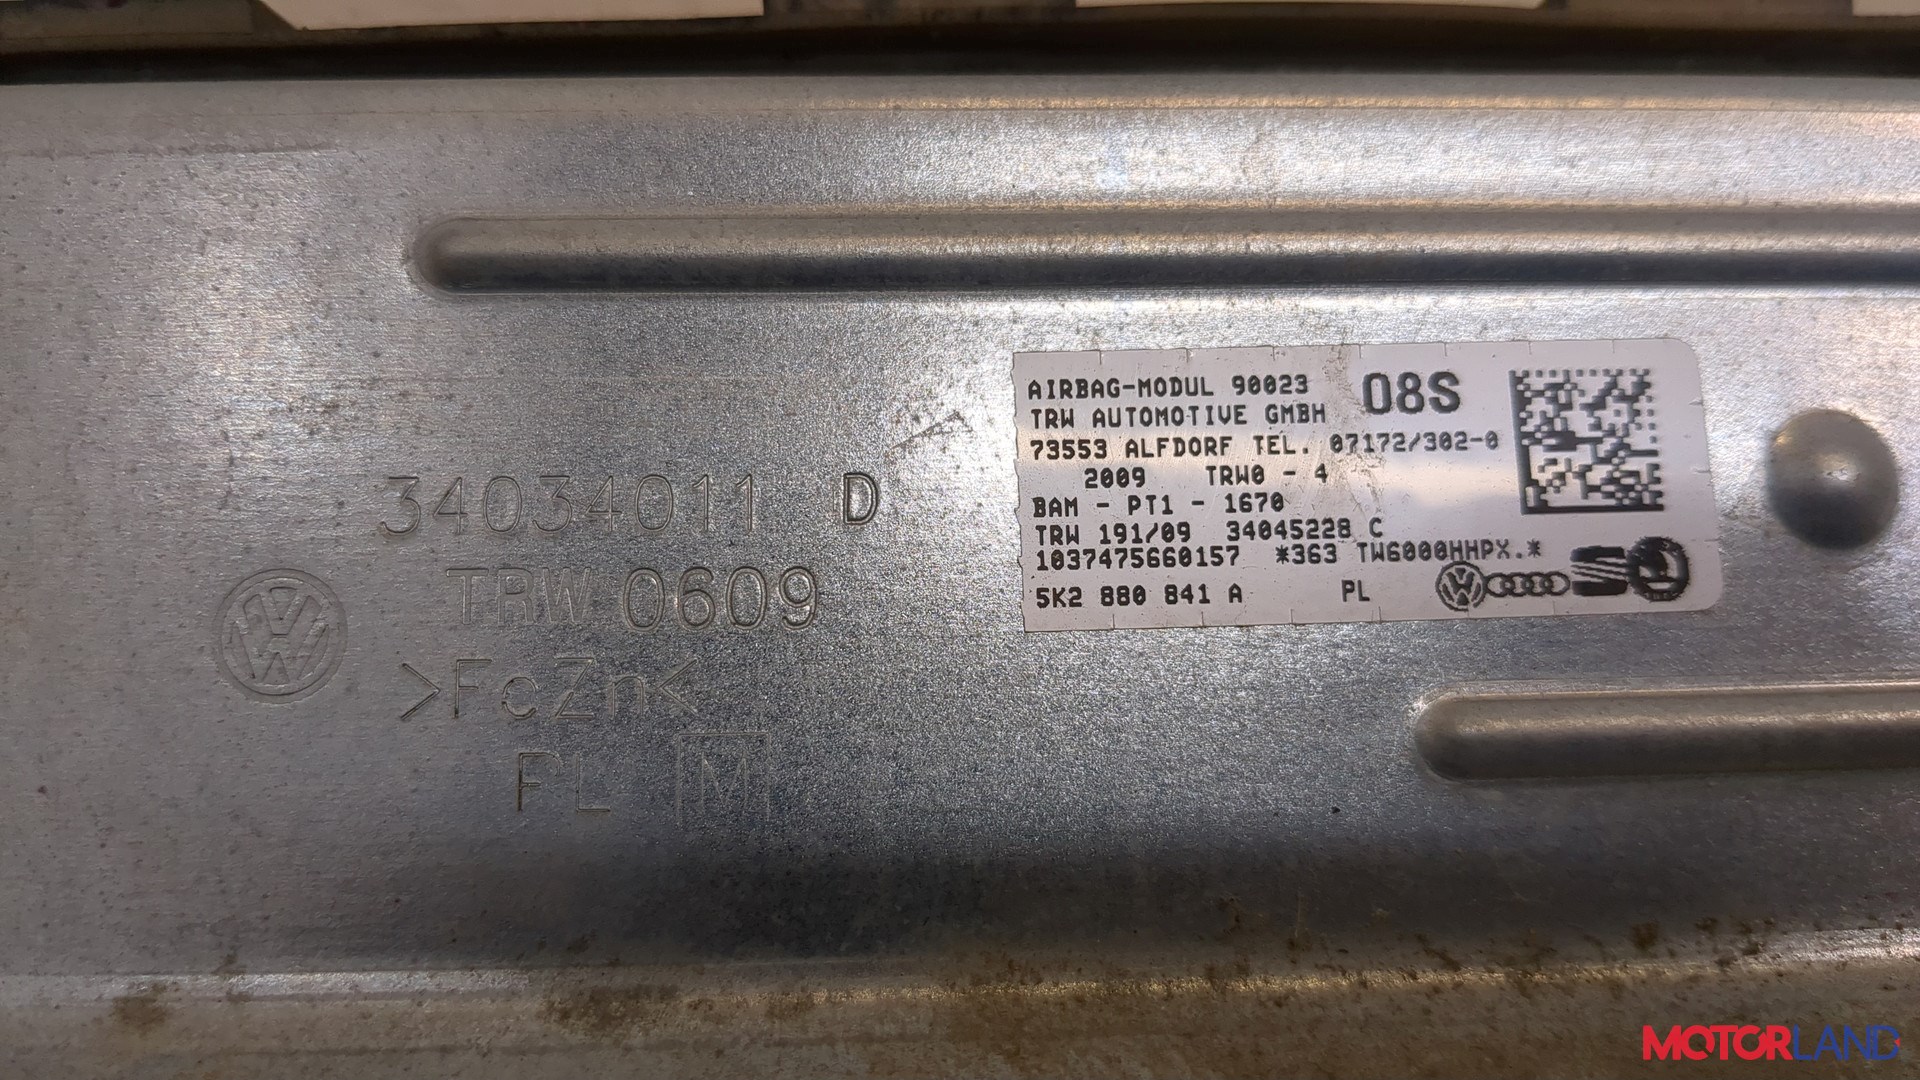 34034011 D
TRW 0609
>FeZn<
PL M
AIRBAG-MODUL 90023 08S
TRW AUTOMOTIVE GMBH
73553 ALFDORF TEL. 07172/302-0
2009 TRW0 - 4
BAM - PT1 - 1670
TRW 191/09 34045228 C
1037475660157 *363 TW6000HHPX.*
5K2 880 841 A PL
MOTORLAND